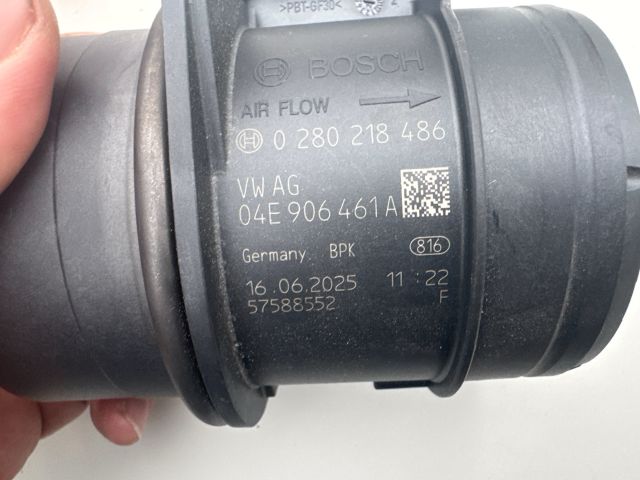 >PBT-GF30< 2
BOSCH
AIR FLOW
0 280 218 486
VW AG
04E 906 461 A
Germany BPK 816
16.06.2025 11:22
57588552 F